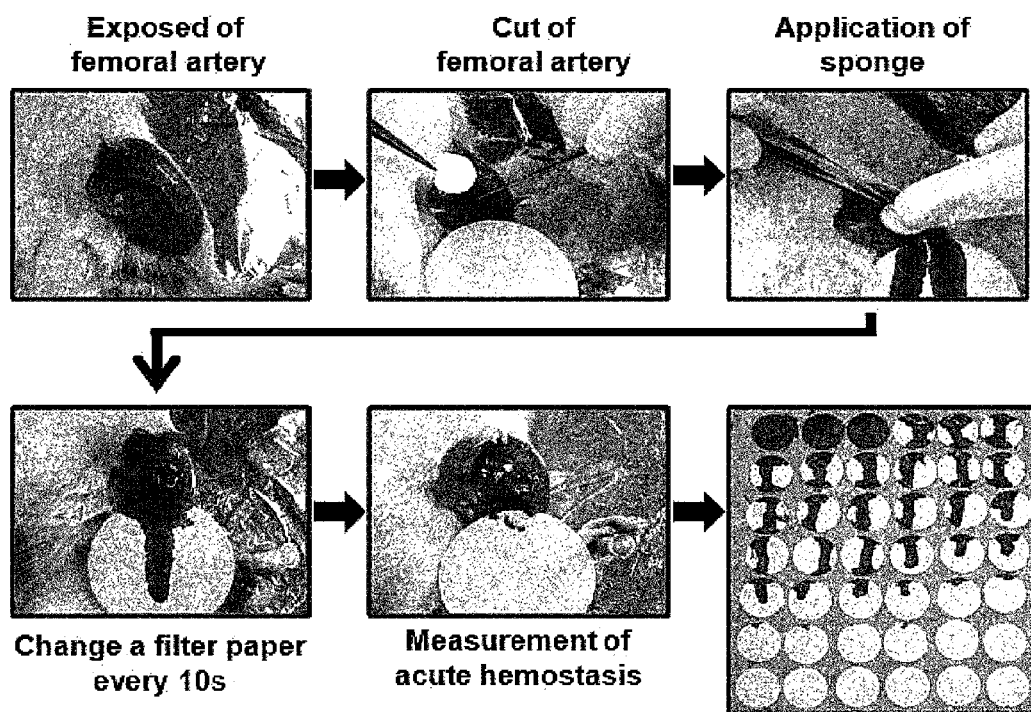 Exposed of
femoral artery
Cut of
femoral artery
Application of
sponge
Change a filter paper
every 10s
Measurement of
acute hemostasis